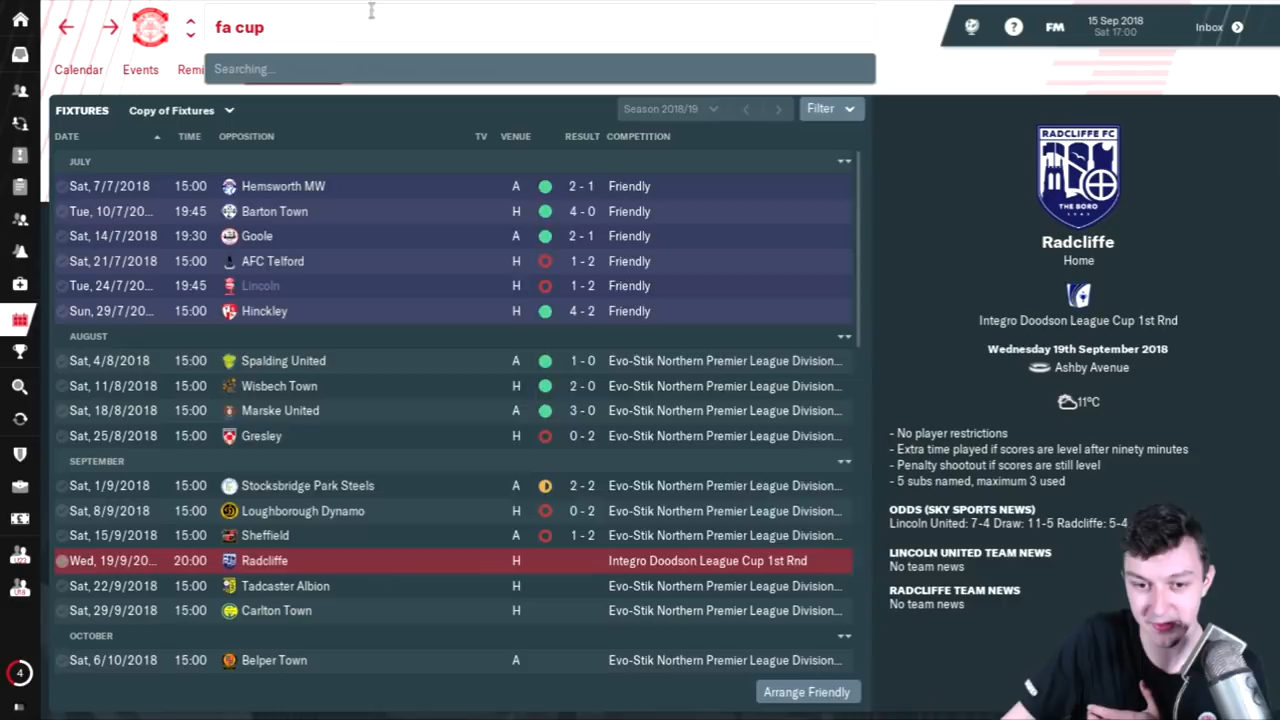 fa cup
FM
15 Sep 2018
Sat 17:00
Inbox
Calendar
Events
Remi
Searching...
FIXTURES
Copy of Fixtures
Season 2018/19
Filter
DATE TIME OPPOSITION TV VENUE RESULT COMPETITION
JULY
Sat, 7/7/2018 15:00 Hemsworth MW A 2 - 1 Friendly
Tue, 10/7/20... 19:45 Barton Town H 4 - 0 Friendly
Sat, 14/7/2018 19:30 Goole A 2 - 1 Friendly
Sat, 21/7/2018 15:00 AFC Telford H 1 - 2 Friendly
Tue, 24/7/20... 19:45 Lincoln H 1 - 2 Friendly
Sun, 29/7/20... 15:00 Hinckley H 4 - 2 Friendly
AUGUST
Sat, 4/8/2018 15:00 Spalding United A 1 - 0 Evo-Stik Northern Premier League Division...
Sat, 11/8/2018 15:00 Wisbech Town H 2 - 0 Evo-Stik Northern Premier League Division...
Sat, 18/8/2018 15:00 Marske United A 3 - 0 Evo-Stik Northern Premier League Division...
Sat, 25/8/2018 15:00 Gresley H 0 - 2 Evo-Stik Northern Premier League Division...
SEPTEMBER
Sat, 1/9/2018 15:00 Stocksbridge Park Steels A 2 - 2 Evo-Stik Northern Premier League Division...
Sat, 8/9/2018 15:00 Loughborough Dynamo H 0 - 2 Evo-Stik Northern Premier League Division...
Sat, 15/9/2018 15:00 Sheffield A 1 - 2 Evo-Stik Northern Premier League Division...
Wed, 19/9/20... 20:00 Radcliffe H Integro Doodson League Cup 1st Rnd
Sat, 22/9/2018 15:00 Tadcaster Albion H Evo-Stik Northern Premier League Division...
Sat, 29/9/2018 15:00 Carlton Town H Evo-Stik Northern Premier League Division...
OCTOBER
Sat, 6/10/2018 15:00 Belper Town A Evo-Stik Northern Premier League Division...
Arrange Friendly
RADCLIFFE FC
THE BORO
Radcliffe
Home
Integro Doodson League Cup 1st Rnd
Wednesday 19th September 2018
Ashby Avenue
11°C
- No player restrictions
- Extra time played if scores are level after ninety minutes
- Penalty shootout if scores are still level
- 5 subs named, maximum 3 used
ODDS (SKY SPORTS NEWS)
Lincoln United: 7-4 Draw: 11-5 Radcliffe: 5-4
LINCOLN UNITED TEAM NEWS
No team news
RADCLIFFE TEAM NEWS
No team news
4